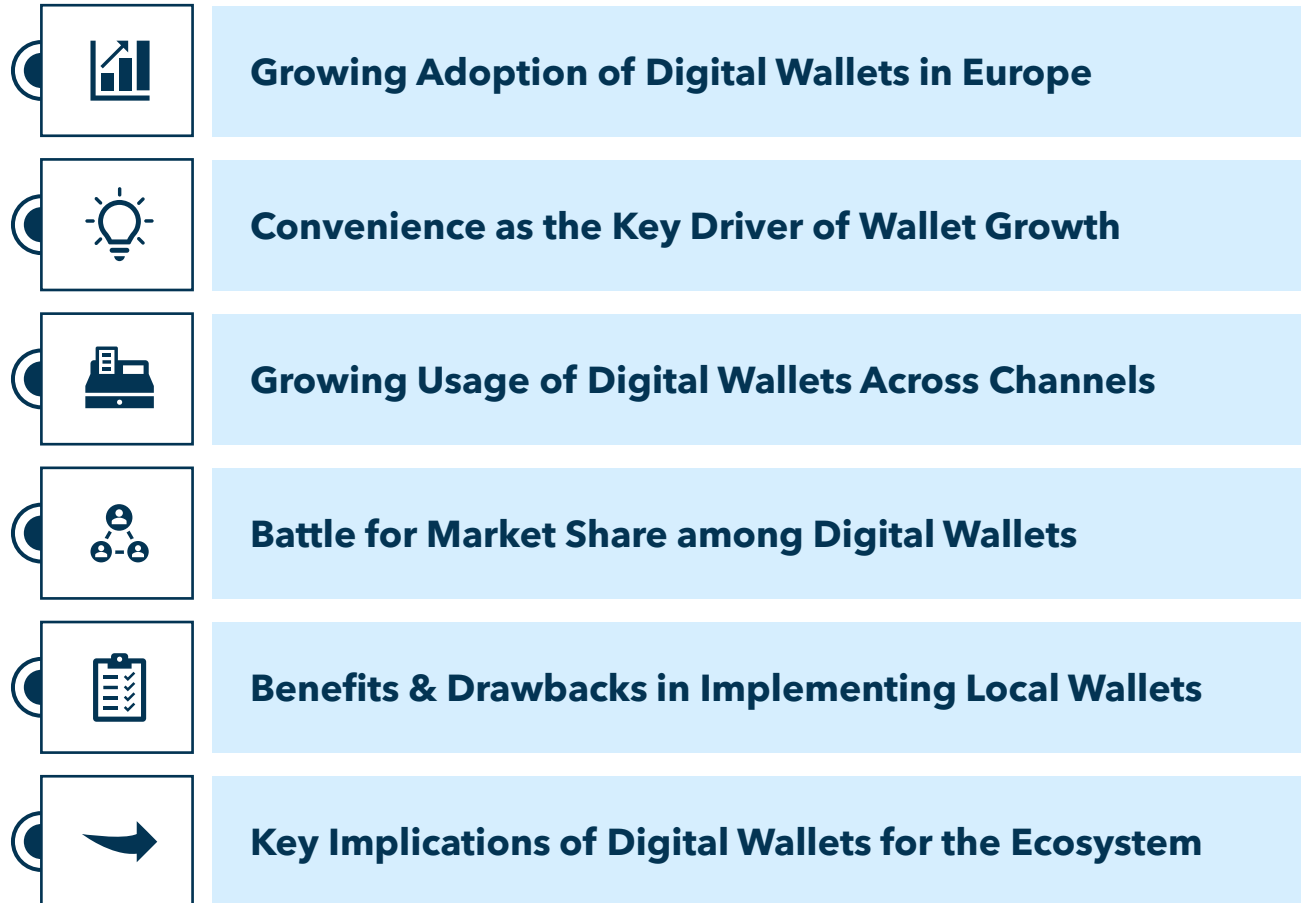 Growing Adoption of Digital Wallets in Europe
Convenience as the Key Driver of Wallet Growth
Growing Usage of Digital Wallets Across Channels
Battle for Market Share among Digital Wallets
Benefits & Drawbacks in Implementing Local Wallets
Key Implications of Digital Wallets for the Ecosystem